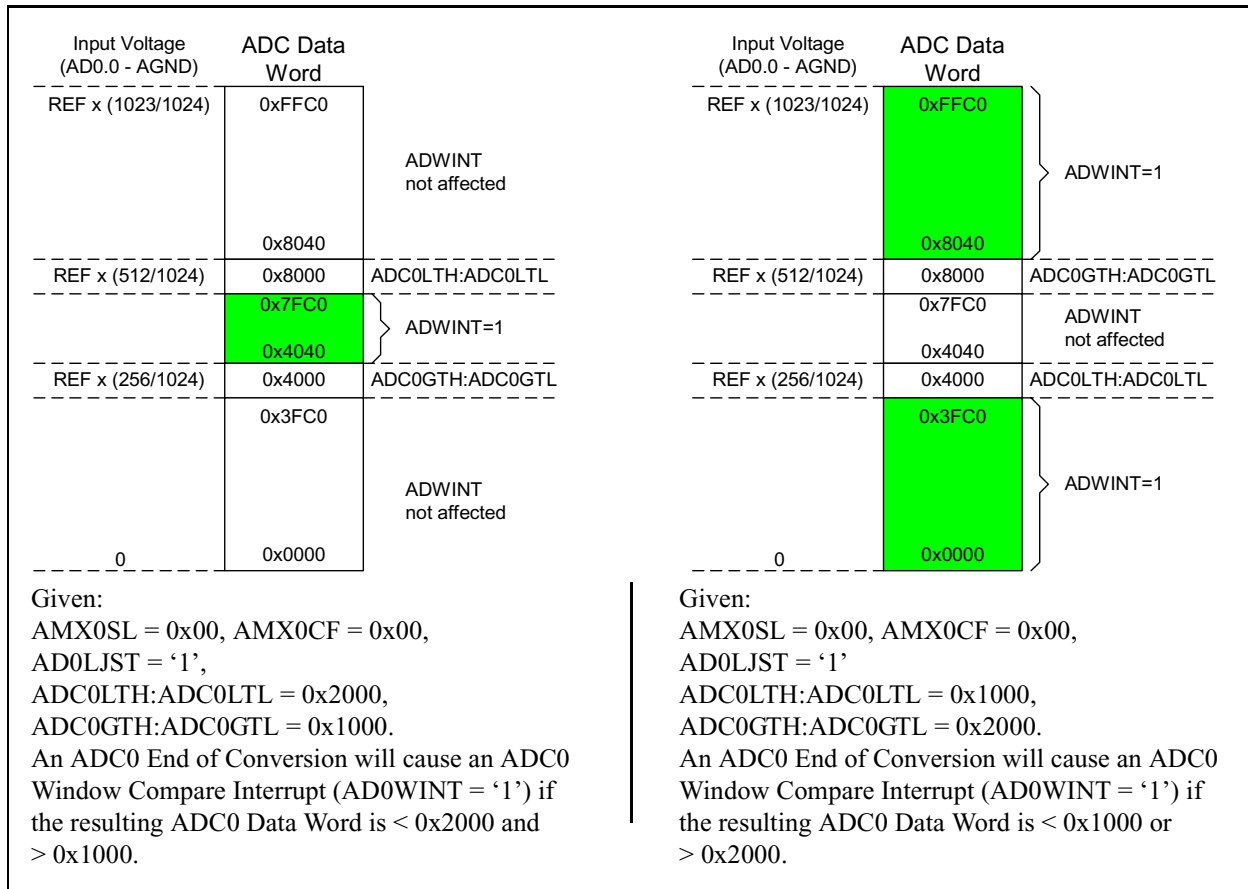 Input Voltage
(AD0.0 - AGND)
ADC Data
Word
REF x (1023/1024)
0xFFC0
ADWINT
not affected
0x8040
REF x (512/1024)
0x8000
ADC0LTH:ADC0LTL
0x7FC0
ADWINT=1
0x4040
REF x (256/1024)
0x4000
ADC0GTH:ADC0GTL
0x3FC0
ADWINT
not affected
0
0x0000
Given:
AMX0SL = 0x00, AMX0CF = 0x00,
AD0LJST = ‘1’,
ADC0LTH:ADC0LTL = 0x2000,
ADC0GTH:ADC0GTL = 0x1000.
An ADC0 End of Conversion will cause an ADC0
Window Compare Interrupt (AD0WINT = ‘1’) if
the resulting ADC0 Data Word is < 0x2000 and
> 0x1000.
Input Voltage
(AD0.0 - AGND)
ADC Data
Word
REF x (1023/1024)
0xFFC0
ADWINT=1
0x8040
REF x (512/1024)
0x8000
ADC0GTH:ADC0GTL
0x7FC0
ADWINT
not affected
0x4040
REF x (256/1024)
0x4000
ADC0LTH:ADC0LTL
0x3FC0
ADWINT=1
0
0x0000
Given:
AMX0SL = 0x00, AMX0CF = 0x00,
AD0LJST = ‘1’
ADC0LTH:ADC0LTL = 0x1000,
ADC0GTH:ADC0GTL = 0x2000.
An ADC0 End of Conversion will cause an ADC0
Window Compare Interrupt (AD0WINT = ‘1’) if
the resulting ADC0 Data Word is < 0x1000 or
> 0x2000.